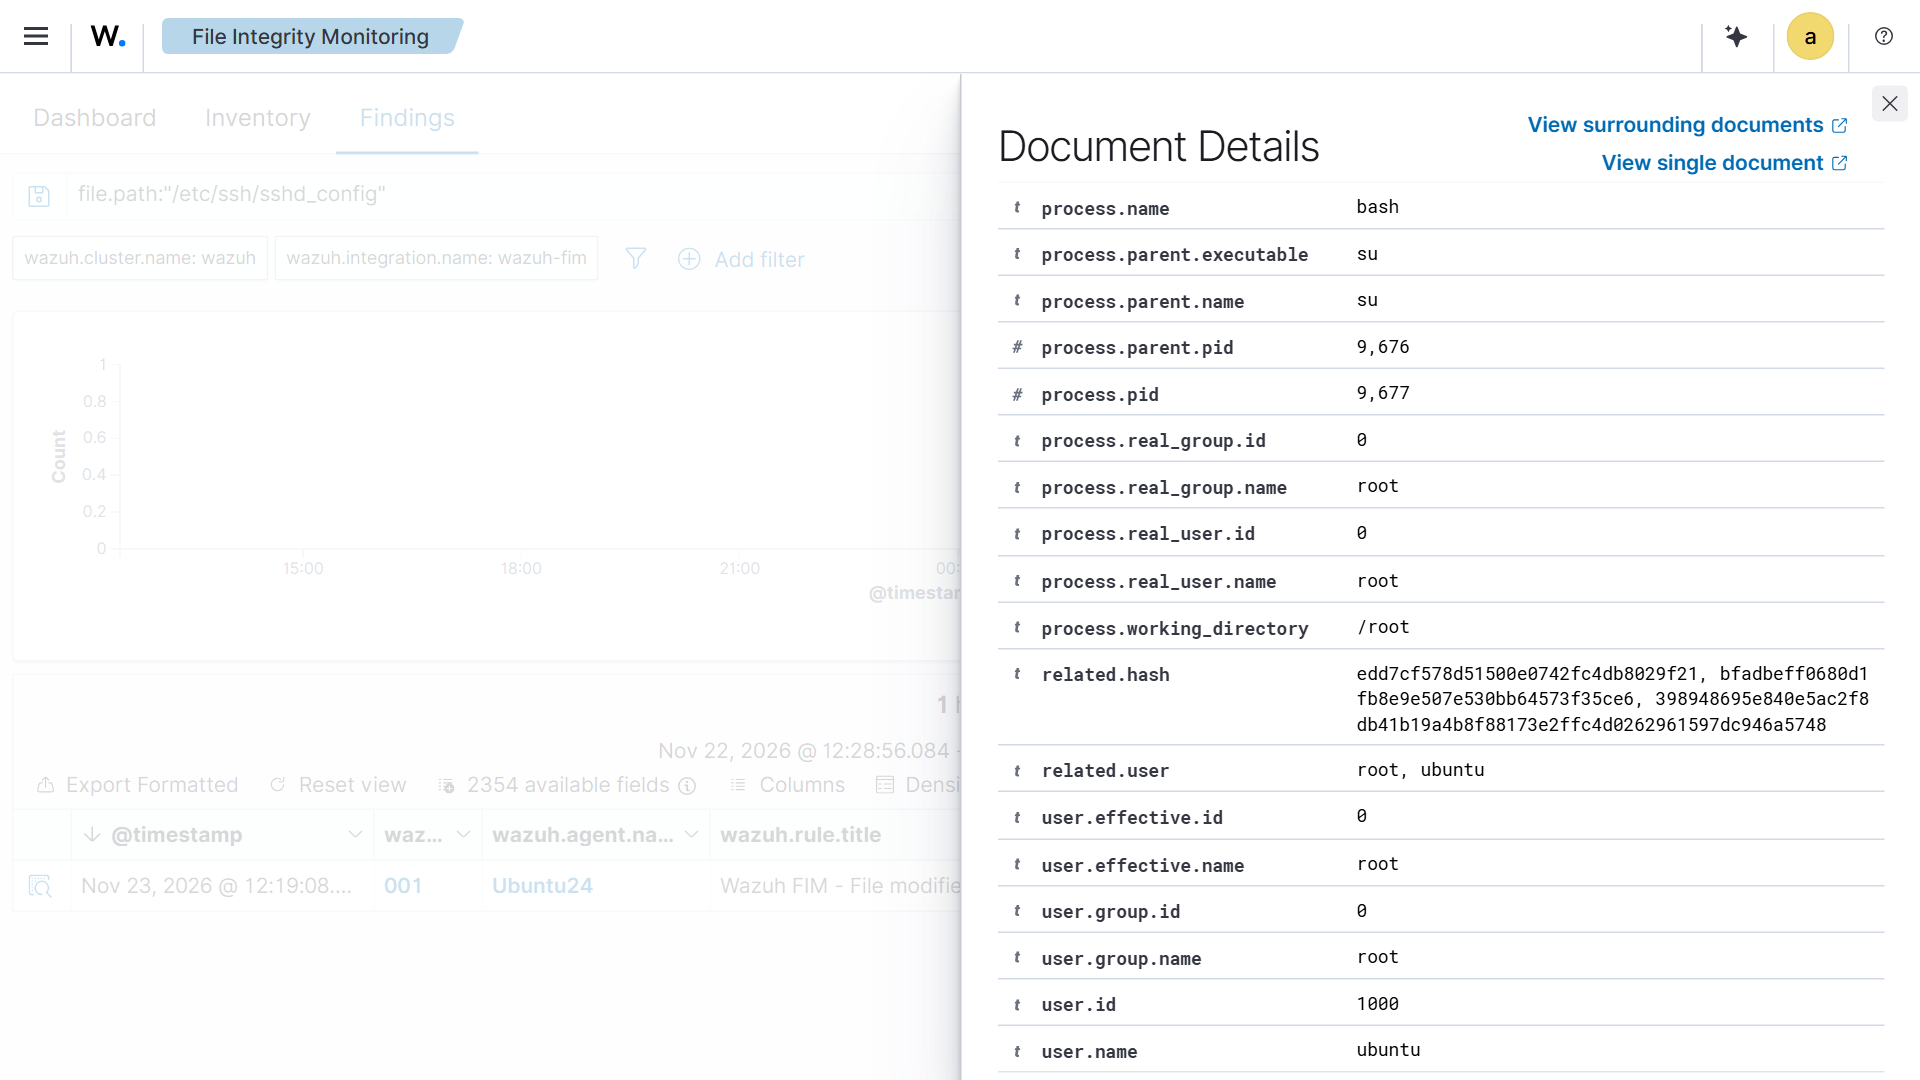 W.
File Integrity Monitoring
a
Dashboard
Inventory
Findings
file.path:"/etc/ssh/sshd_config"
wazuh.cluster.name: wazuh
wazuh.integration.name: wazuh-fim
Add filter
Count
1
0.8
0.6
0.4
0.2
0
15:00
18:00
21:00
00:
@timestar
1 h
Nov 22, 2026 @ 12:28:56.084 -
Export Formatted
Reset view
2354 available fields
Columns
Densi
@timestamp
waz...
wazuh.agent.na...
wazuh.rule.title
Nov 23, 2026 @ 12:19:08....
001
Ubuntu24
Wazuh FIM - File modifie
Document Details
View surrounding documents
View single document
t process.name bash
t process.parent.executable su
t process.parent.name su
# process.parent.pid 9,676
# process.pid 9,677
t process.real_group.id 0
t process.real_group.name root
t process.real_user.id 0
t process.real_user.name root
t process.working_directory /root
t related.hash edd7cf578d51500e0742fc4db8029f21, bfadbeff0680d1
fb8e9e507e530bb64573f35ce6, 398948695e840e5ac2f8
db41b19a4b8f88173e2ffc4d0262961597dc946a5748
t related.user root, ubuntu
t user.effective.id 0
t user.effective.name root
t user.group.id 0
t user.group.name root
t user.id 1000
t user.name ubuntu